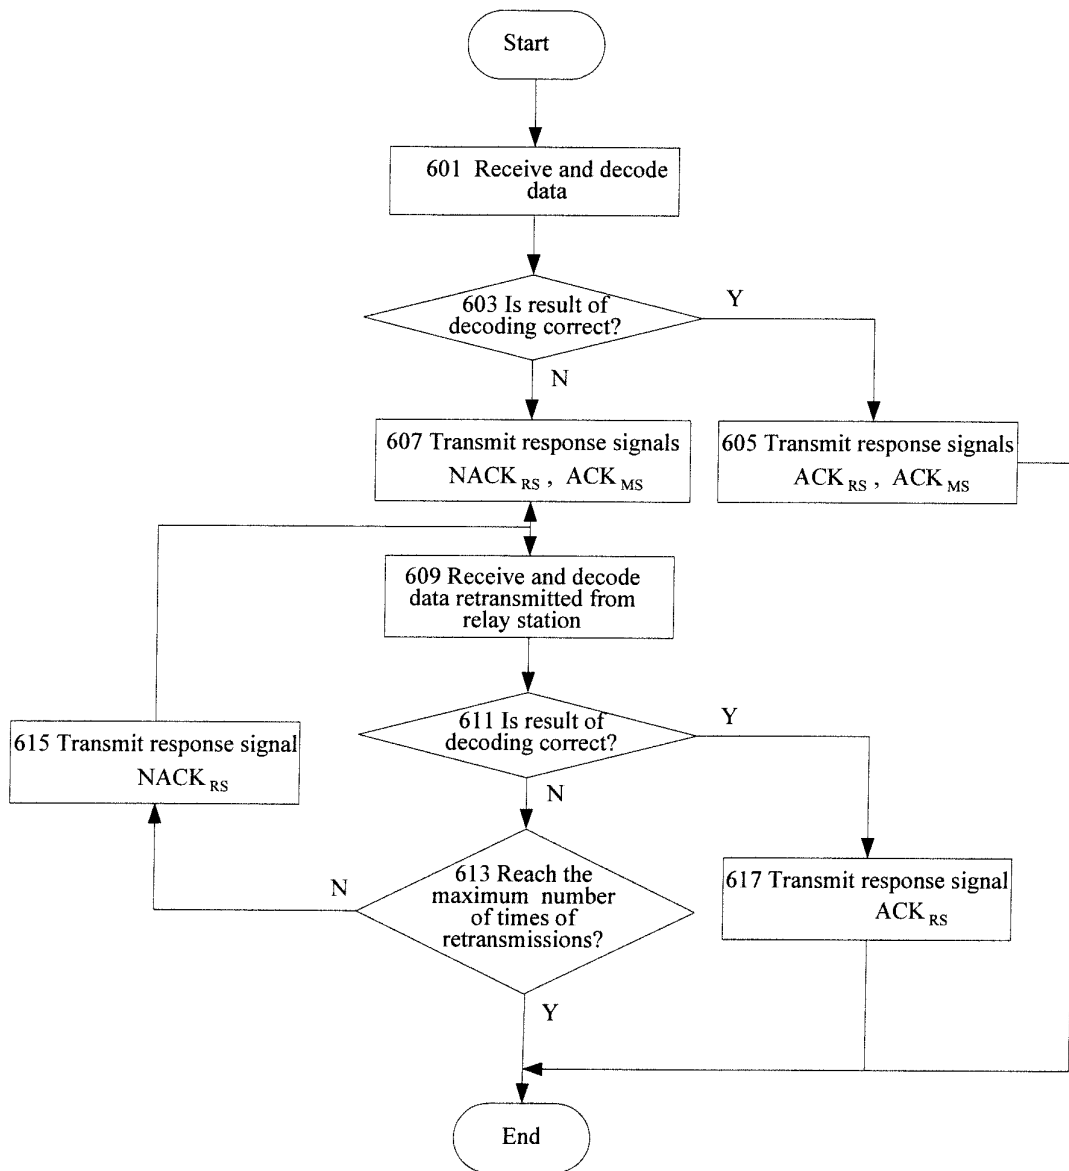 Start
601 Receive and decode
data
603 Is result of
decoding correct?
Y
N
607 Transmit response signals
NACK RS , ACK MS
605 Transmit response signals
ACK RS , ACK MS
609 Receive and decode
data retransmitted from
relay station
611 Is result of
decoding correct?
Y
N
615 Transmit response signal
NACK RS
613 Reach the
maximum number
of times of
retransmissions?
N
Y
617 Transmit response signal
ACK RS
End